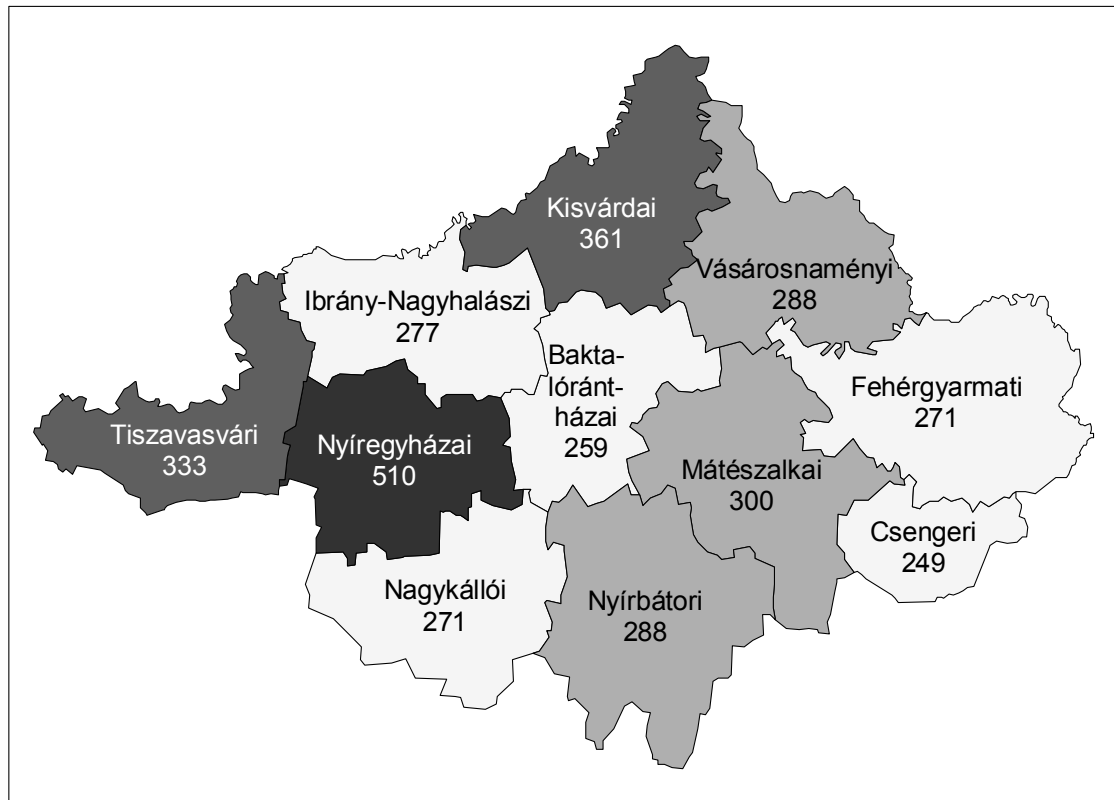 Kisvárdai
361
Vásárosnaményi
288
Ibrány-Nagyhalászi
277
Bakta-
lóránt-
házai
259
Fehérgyarmati
271
Tiszavasvári
333
Nyíregyházai
510
Mátészalkai
300
Csengeri
249
Nagykállói
271
Nyírbátori
288